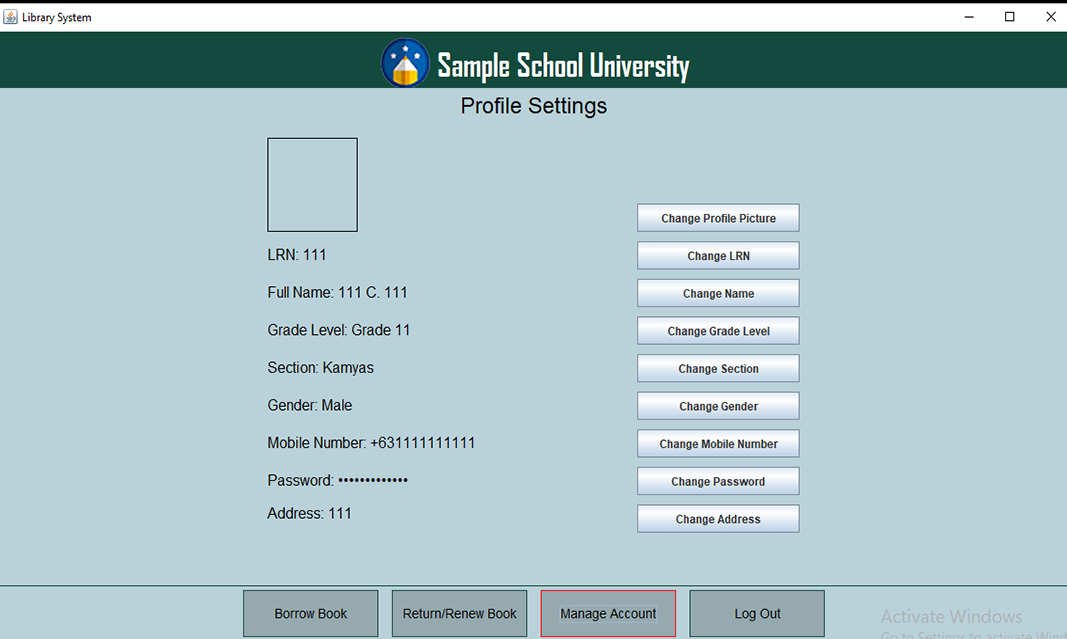 Library System
Sample School University
Profile Settings
Change Profile Picture
LRN: 111
Change LRN
Full Name: 111 C. 111
Change Name
Grade Level: Grade 11
Change Grade Level
Section: Kamyas
Change Section
Gender: Male
Change Gender
Mobile Number: +631111111111
Change Mobile Number
Password: •••••••••••••
Change Password
Address: 111
Change Address
Borrow Book
Return/Renew Book
Manage Account
Log Out
Activate Windows
Go to Settings to activate Wind